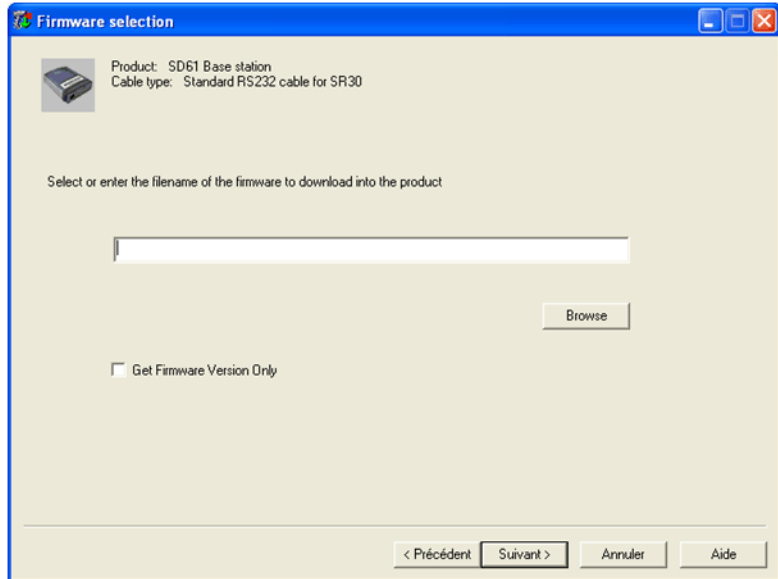 Firmware selection
Product: SD61 Base station
Cable type: Standard RS232 cable for SR30
Select or enter the filename of the firmware to download into the product
Browse
Get Firmware Version Only
< Précédent Suivant > Annuler Aide